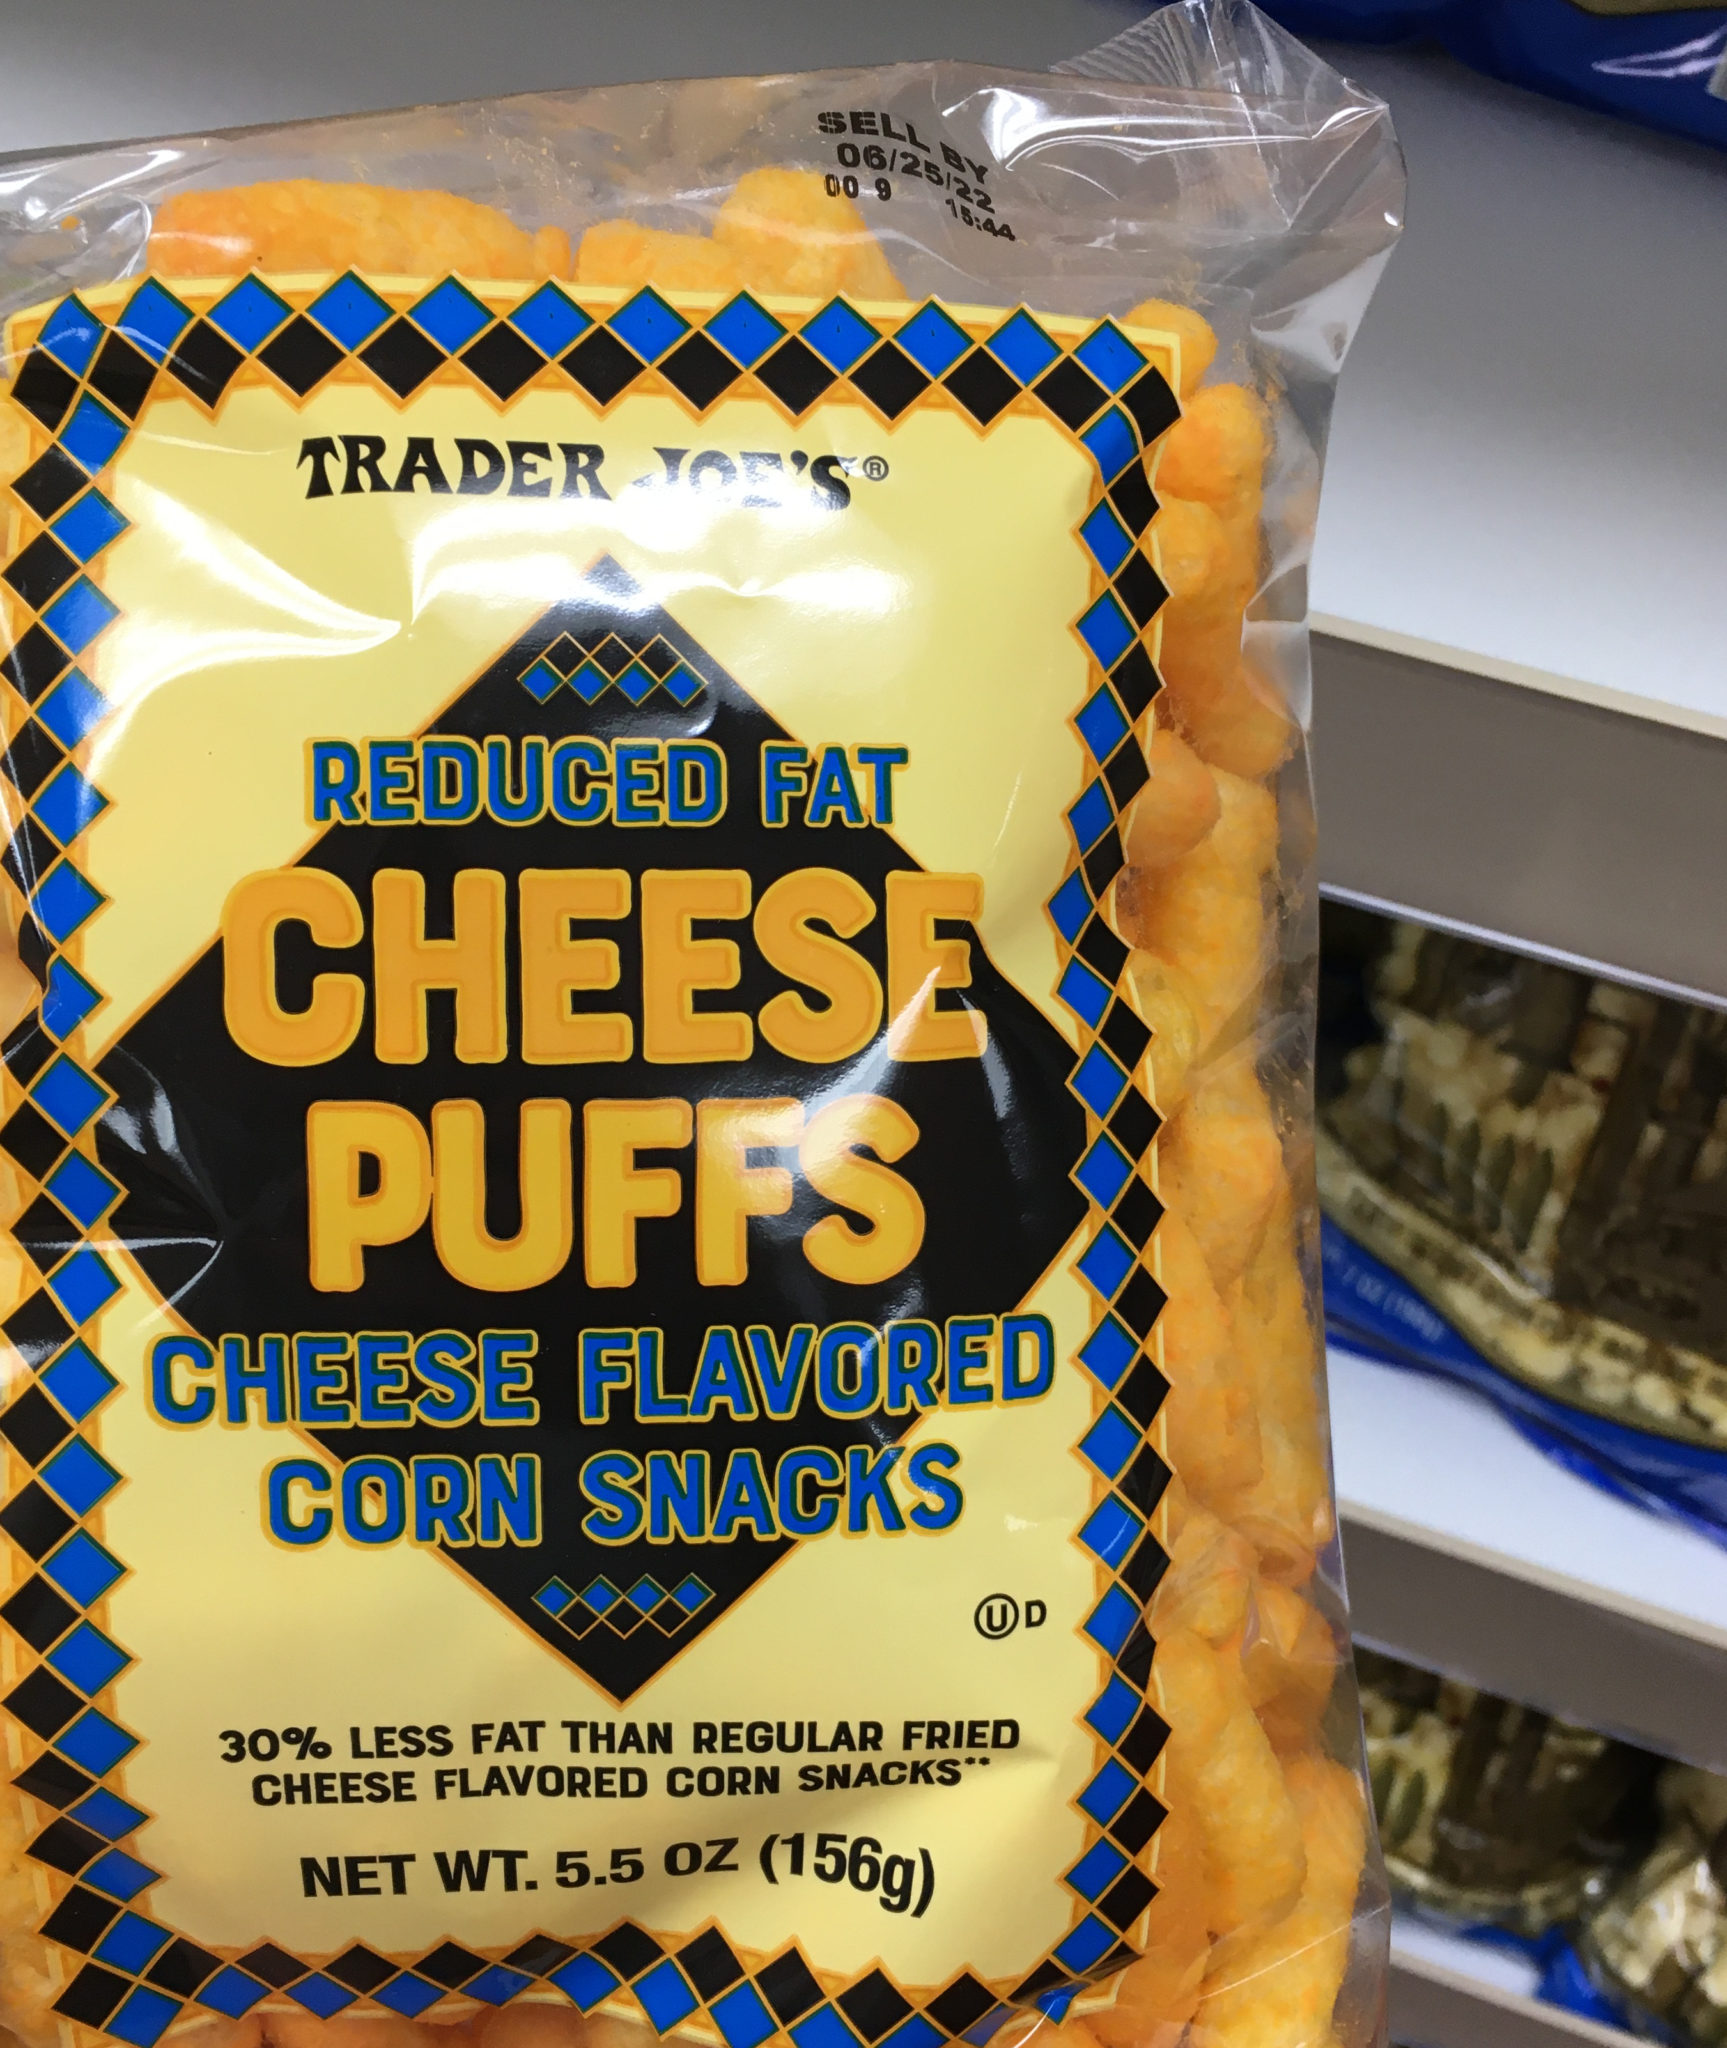 SELL BY
06/25/22
00 9 15:44
TRADER JOE'S®
REDUCED FAT
CHEESE
PUFFS
CHEESE FLAVORED
CORN SNACKS
Ⓤ D
30% LESS FAT THAN REGULAR FRIED
CHEESE FLAVORED CORN SNACKS**
NET WT. 5.5 OZ (156g)